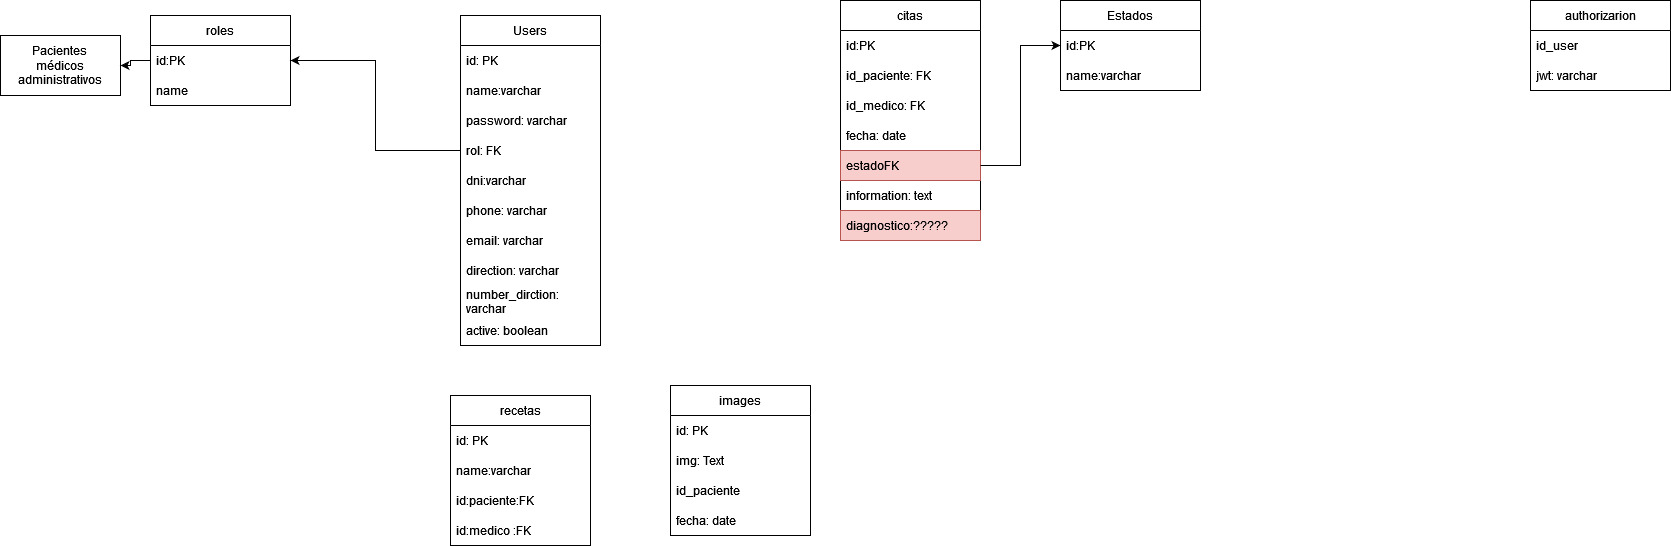 Pacientes
médicos
administrativos
roles
id:PK
name
Users
id: PK
name:varchar
password: varchar
rol: FK
dni:varchar
phone: varchar
email: varchar
direction: varchar
number_dirction:
varchar
active: boolean
citas
id:PK
id_paciente: FK
id_medico: FK
fecha: date
estadoFK
information: text
diagnostico:?????
Estados
id:PK
name:varchar
authorizarion
id_user
jwt: varchar
recetas
id: PK
name:varchar
id:paciente:FK
id:medico :FK
images
id: PK
img: Text
id_paciente
fecha: date